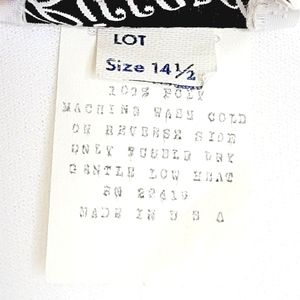 LOT
Size 14½
100% POLY
MACHINE WASH COLD
ON REVERSE SIDE
ONLY TUMBLE DRY
GENTLE LOW HEAT
RN
MADE IN U S A